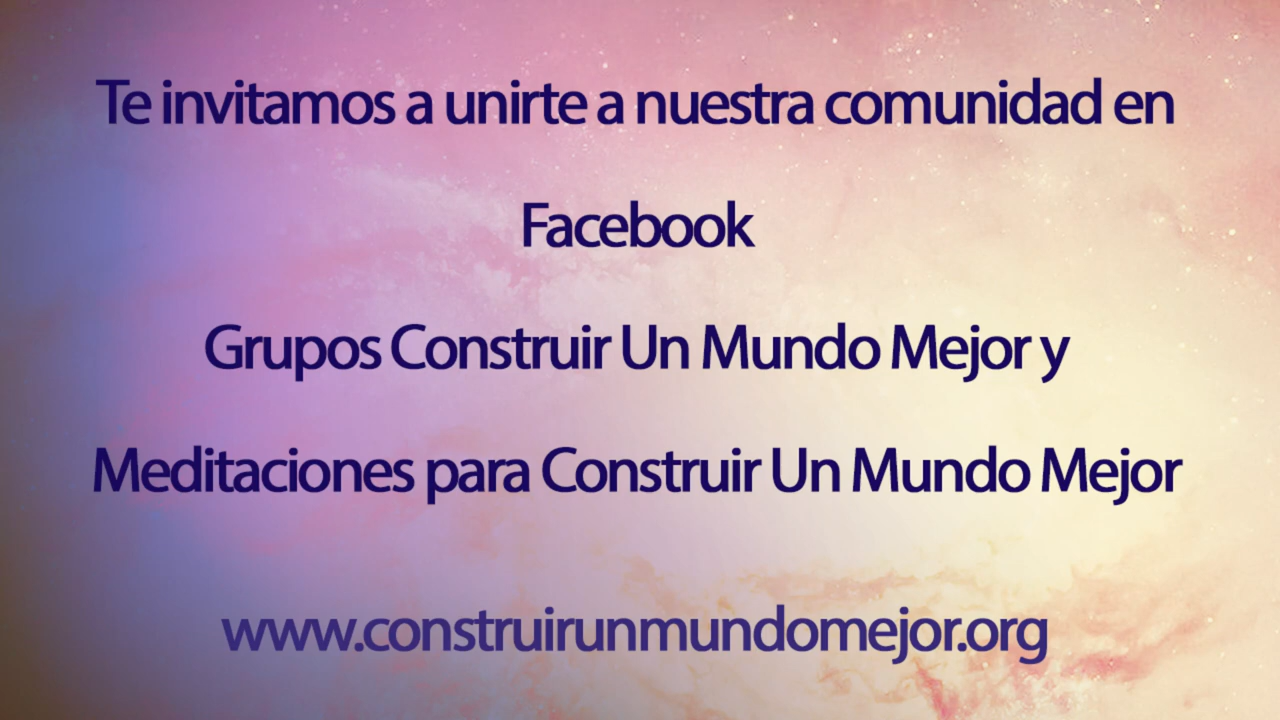 Te invitamos a unirte a nuestra comunidad en
Facebook
Grupos Construir Un Mundo Mejor y
Meditaciones para Construir Un Mundo Mejor
www.construirunmundomejor.org